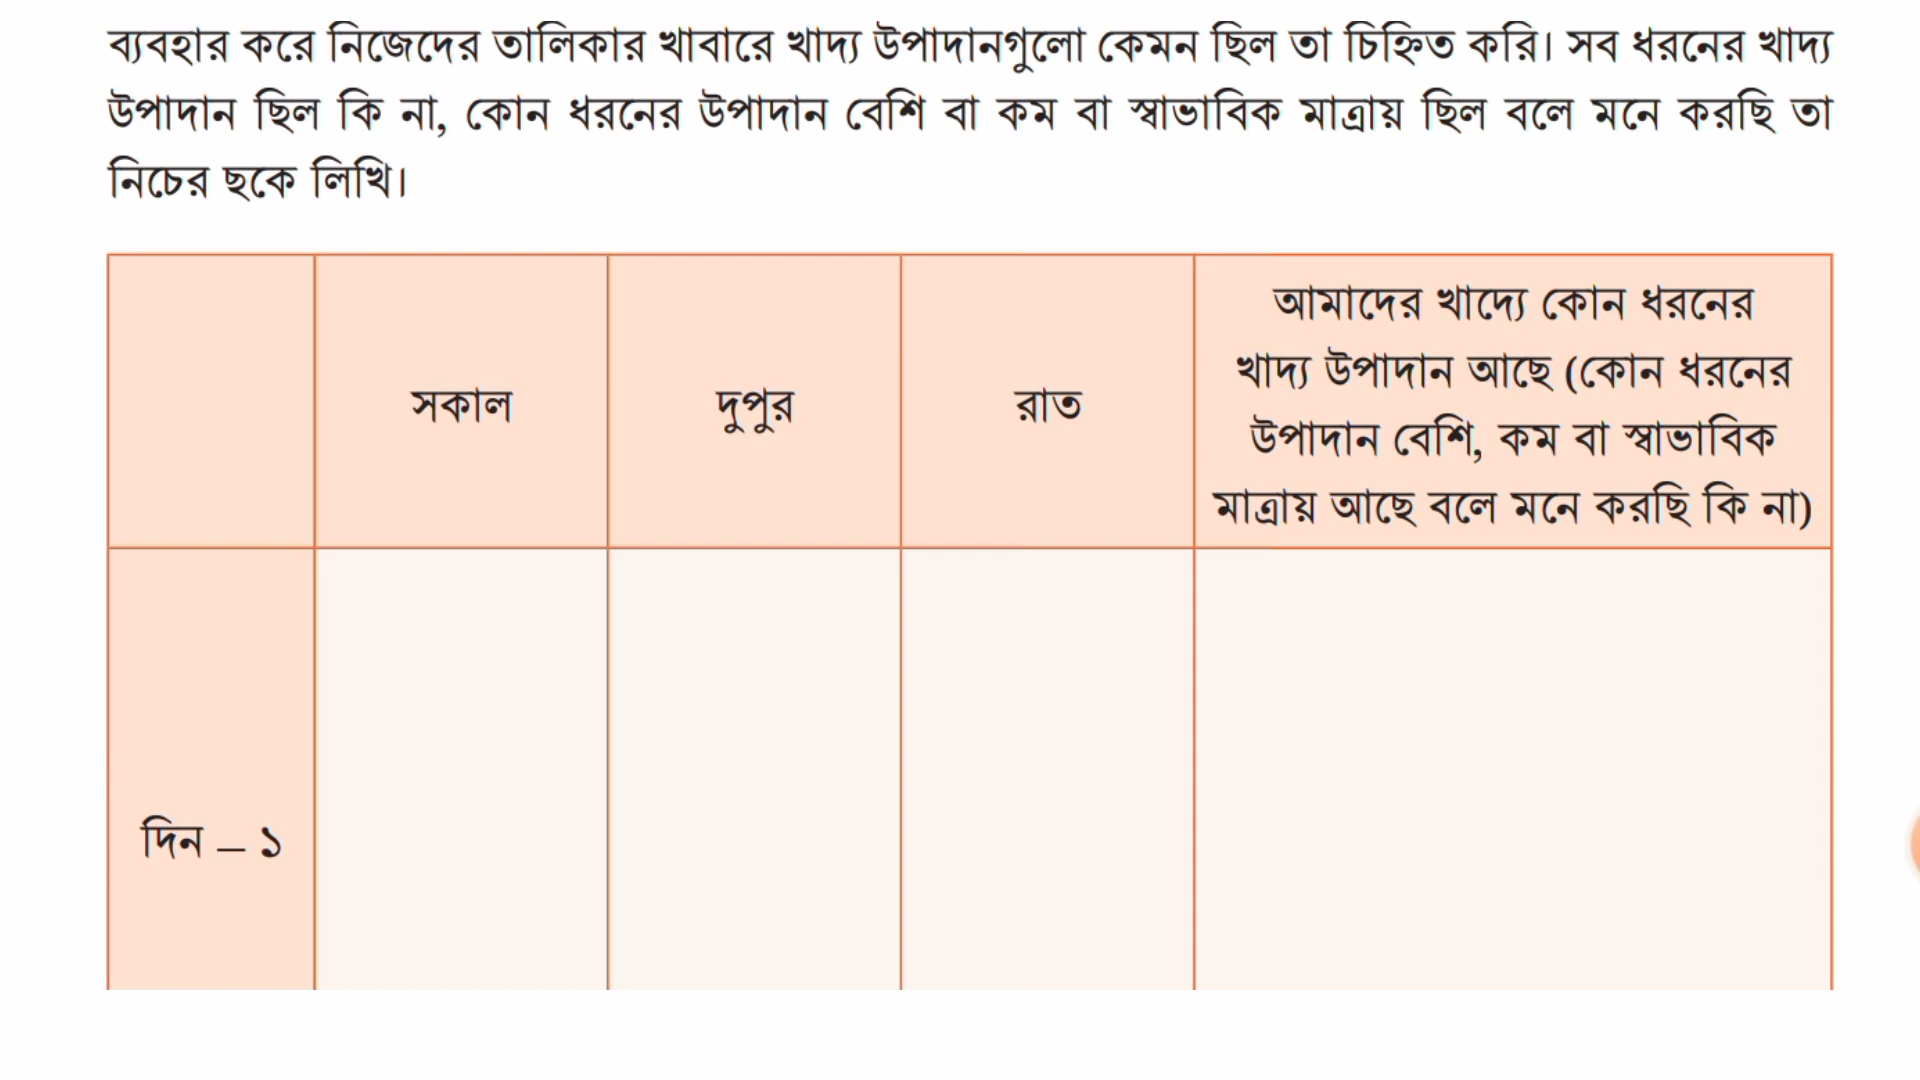 ব্যবহার করে নিজেদের তালিকার খাবারে খাদ্য উপাদানগুলো কেমন ছিল তা চিহ্নিত করি। সব ধরনের খাদ্য
উপাদান ছিল কি না, কোন ধরনের উপাদান বেশি বা কম বা স্বাভাবিক মাত্রায় ছিল বলে মনে করছি তা
নিচের ছকে লিখি।
সকাল
দুপুর
রাত
আমাদের খাদ্যে কোন ধরনের
খাদ্য উপাদান আছে (কোন ধরনের
উপাদান বেশি, কম বা স্বাভাবিক
মাত্রায় আছে বলে মনে করছি কি না)
দিন – ১